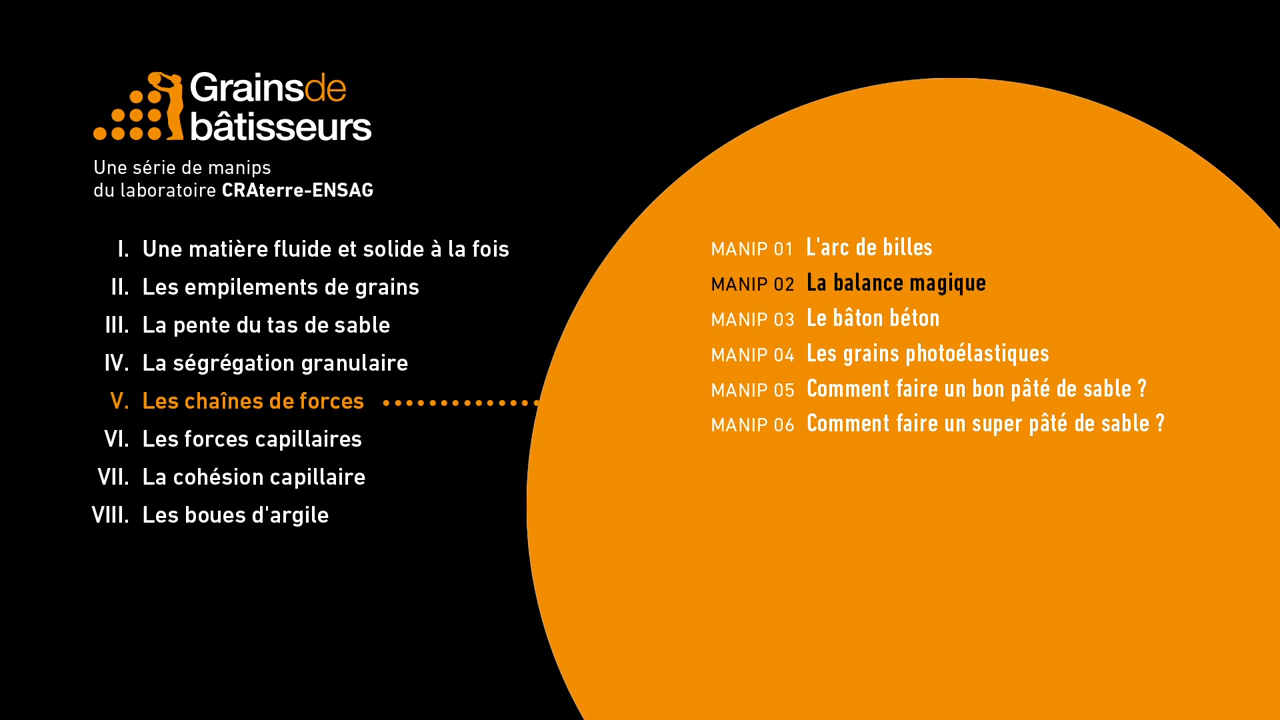 Grainsde
bâtisseurs
Une série de manips
du laboratoire CRAterre-ENSAG
I. Une matière fluide et solide à la fois
II. Les empilements de grains
III. La pente du tas de sable
IV. La ségrégation granulaire
V. Les chaînes de forces
VI. Les forces capillaires
VII. La cohésion capillaire
VIII. Les boues d'argile
MANIP 01 L'arc de billes
MANIP 02 La balance magique
MANIP 03 Le bâton béton
MANIP 04 Les grains photoélastiques
MANIP 05 Comment faire un bon pâté de sable ?
MANIP 06 Comment faire un super pâté de sable ?